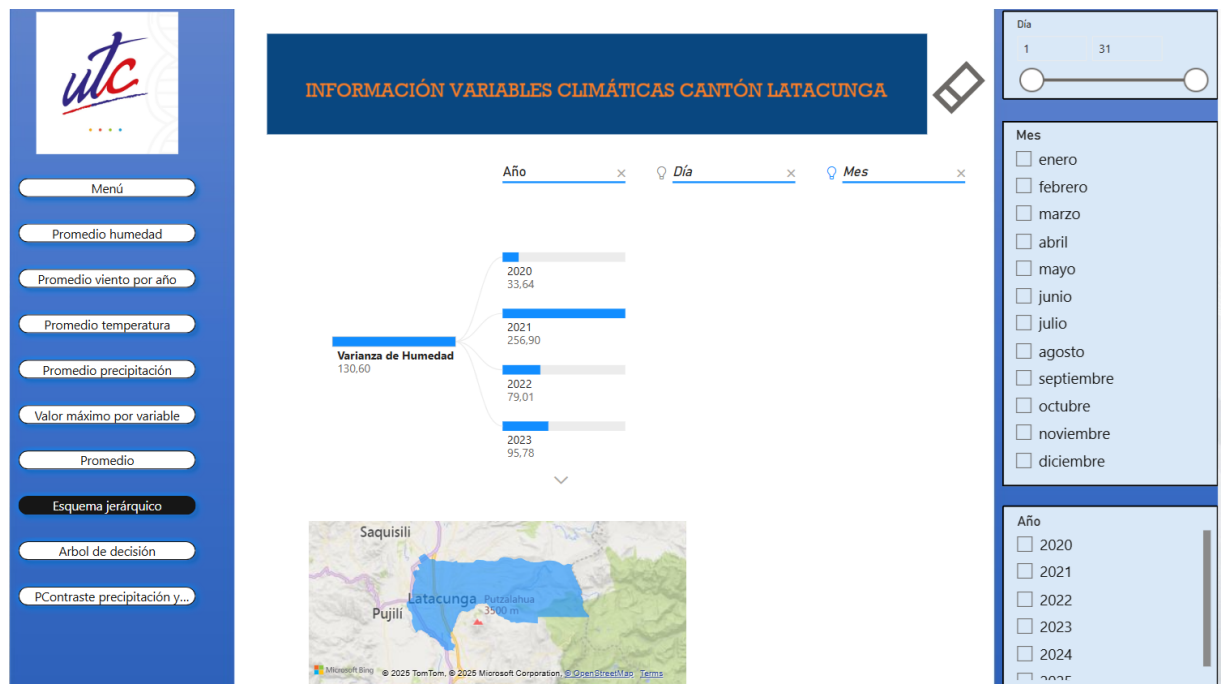 utc
Menú
Promedio humedad
Promedio viento por año
Promedio temperatura
Promedio precipitación
Valor máximo por variable
Promedio
Esquema jerárquico
Arbol de decisión
PContraste precipitación y...
INFORMACIÓN VARIABLES CLIMÁTICAS CANTÓN LATACUNGA
Año
Día
Mes
Varianza de Humedad
130,60
2020
33,64
2021
256,90
2022
79,01
2023
95,78
Saquisilí
Latacunga
Putzalahua
3500 m
Pujilí
Microsoft Bing
© 2025 TomTom, © 2025 Microsoft Corporation, © OpenStreetMap Terms
Día
1 31
Mes
enero
febrero
marzo
abril
mayo
junio
julio
agosto
septiembre
octubre
noviembre
diciembre
Año
2020
2021
2022
2023
2024
2025